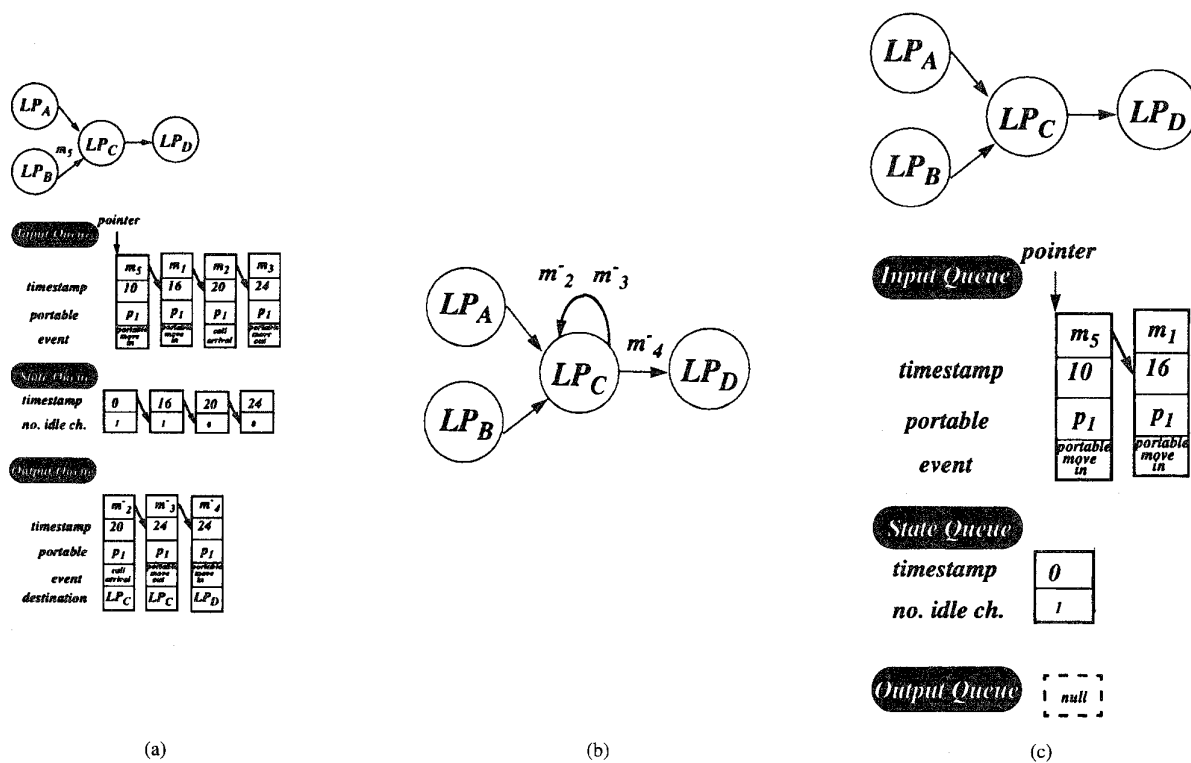 LP_A
m_5
LP_C
LP_D
LP_B
pointer
Input Queue
m_5 m_1 m_2 m_3
timestamp 10 16 20 24
portable p_1 p_1 p_1 p_1
event portable move in portable move in call arrival portable move out
State Queue
timestamp 0 16 20 24
no. idle ch. 1 1 0 0
Output Queue
m^-_2 m^-_3 m^-_4
timestamp 20 24 24
portable p_1 p_1 p_1
event call arrival portable move out portable move in
destination LP_C LP_C LP_D
(a)
m^-_2 m^-_3
LP_A
m^-_4
LP_C
LP_D
LP_B
(b)
LP_A
LP_C
LP_D
LP_B
pointer
Input Queue
m_5 m_1
timestamp 10 16
portable p_1 p_1
event portable move in portable move in
State Queue
timestamp 0
no. idle ch. 1
Output Queue null
(c)